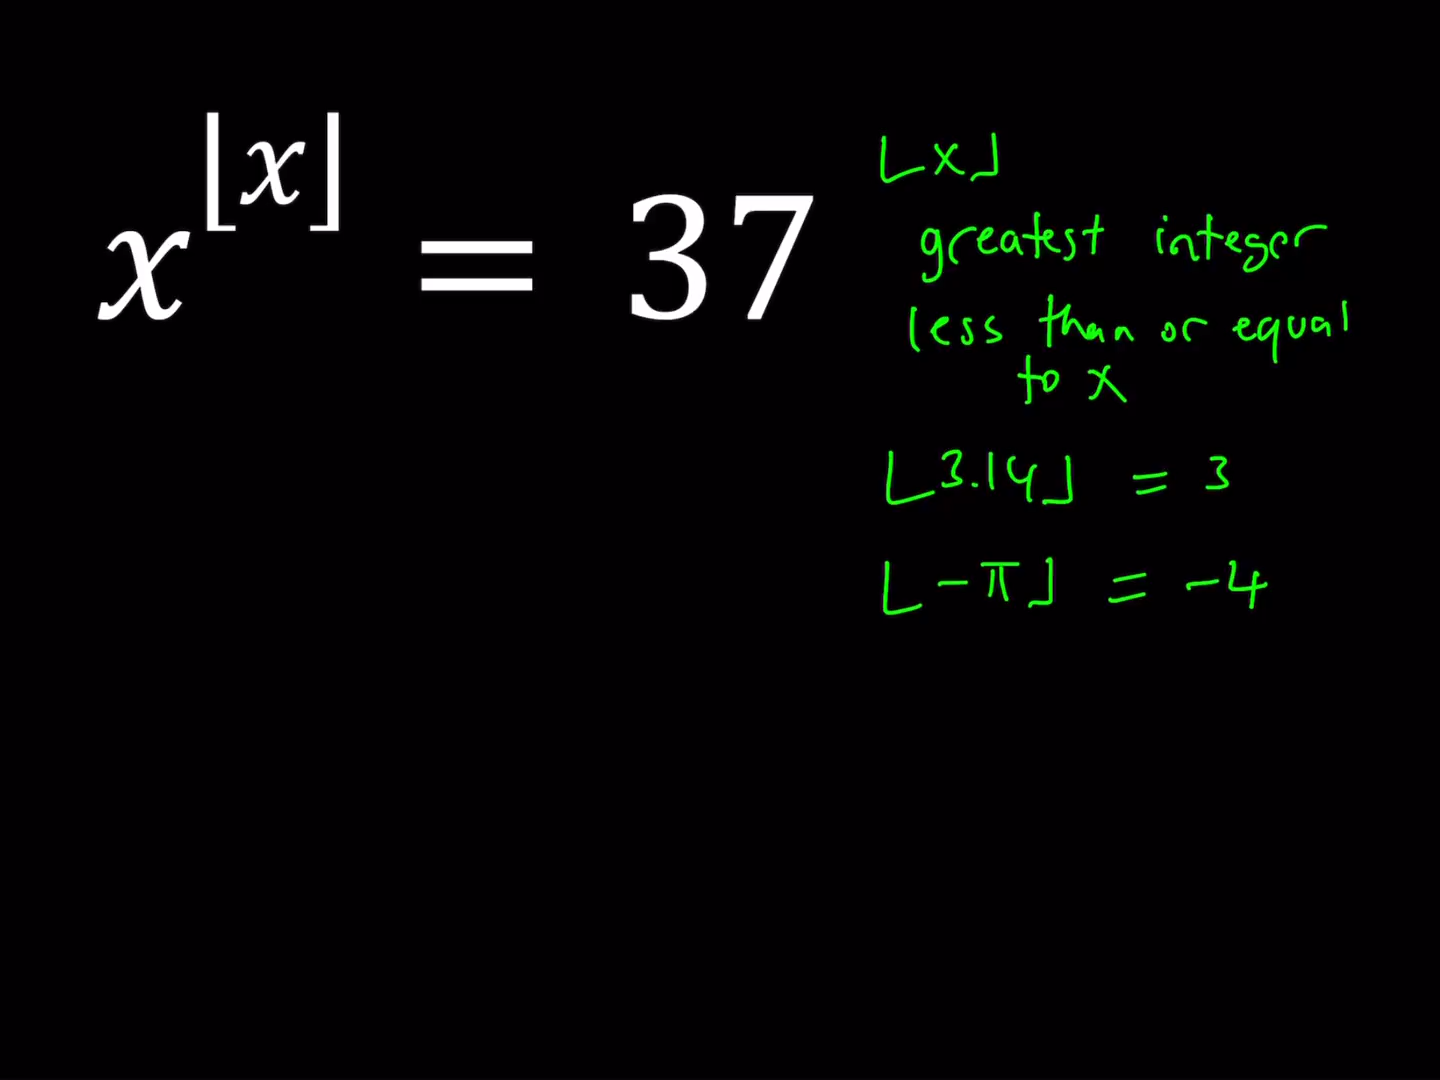 x^⌊x⌋ = 37
⌊x⌋
greatest integer
less than or equal
to x
⌊3.14⌋ = 3
⌊-π⌋ = -4